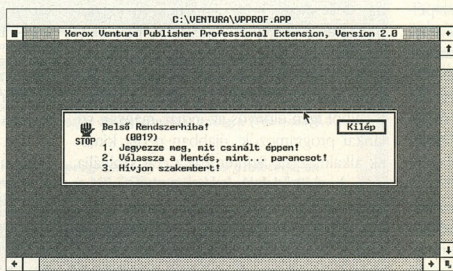 C:\VENTURA\VPPROF.APP
Xerox Ventura Publisher Professional Extension, Version 2.0
Belső Rendszerhiba!
(0019)
STOP
1. Jegyezze meg, mit csinált éppen!
2. Válassza a Mentés, mint... parancsot!
3. Hívjon szakenbert!
Kilép